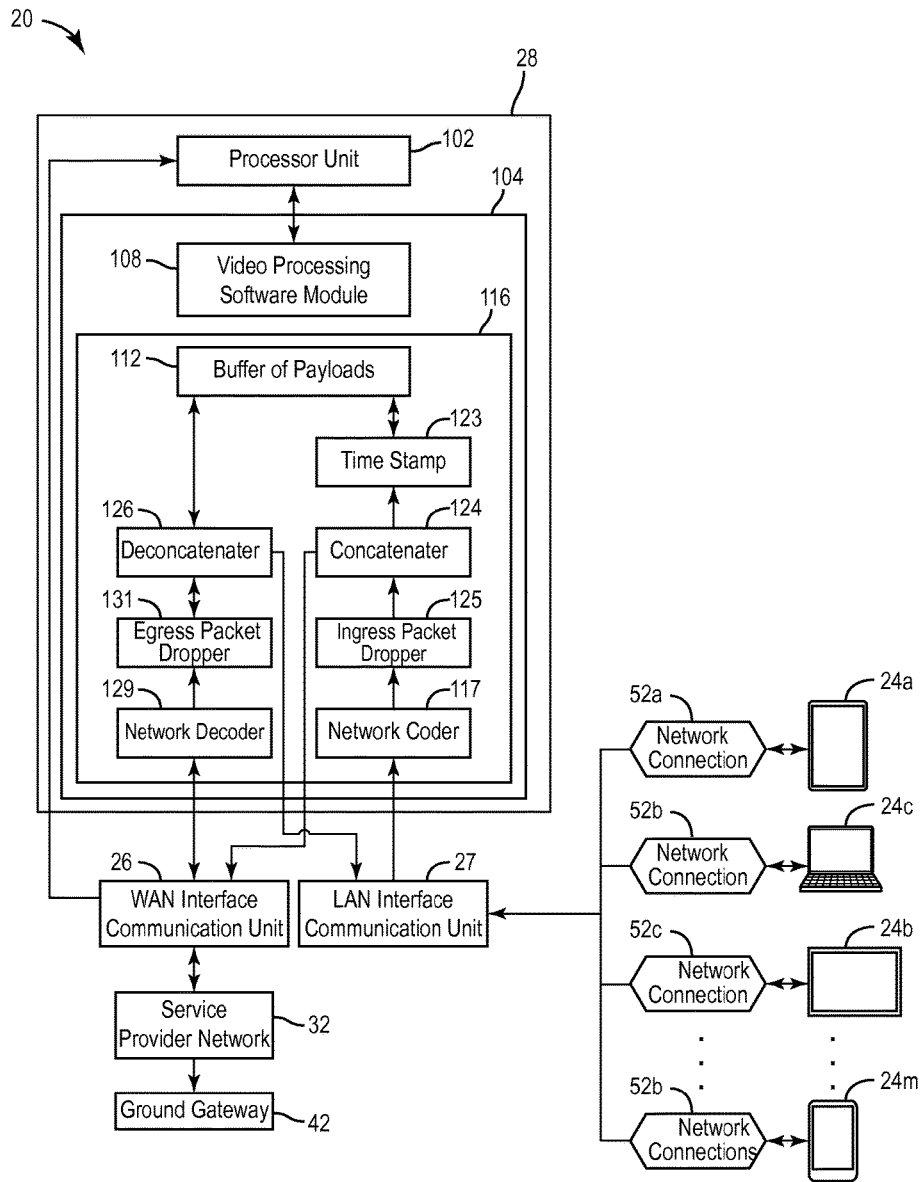 20
28
Processor Unit
102
104
108
Video Processing
Software Module
116
112
Buffer of Payloads
123
Time Stamp
126
124
Deconcatenater
Concatenater
131
125
Egress Packet
Dropper
Ingress Packet
Dropper
129
117
Network Decoder
Network Coder
26
WAN Interface
Communication Unit
27
LAN Interface
Communication Unit
Service
Provider Network
32
Ground Gateway
42
52a
Network
Connection
24a
52b
Network
Connection
24c
52c
Network
Connection
24b
52b
Network
Connections
24m